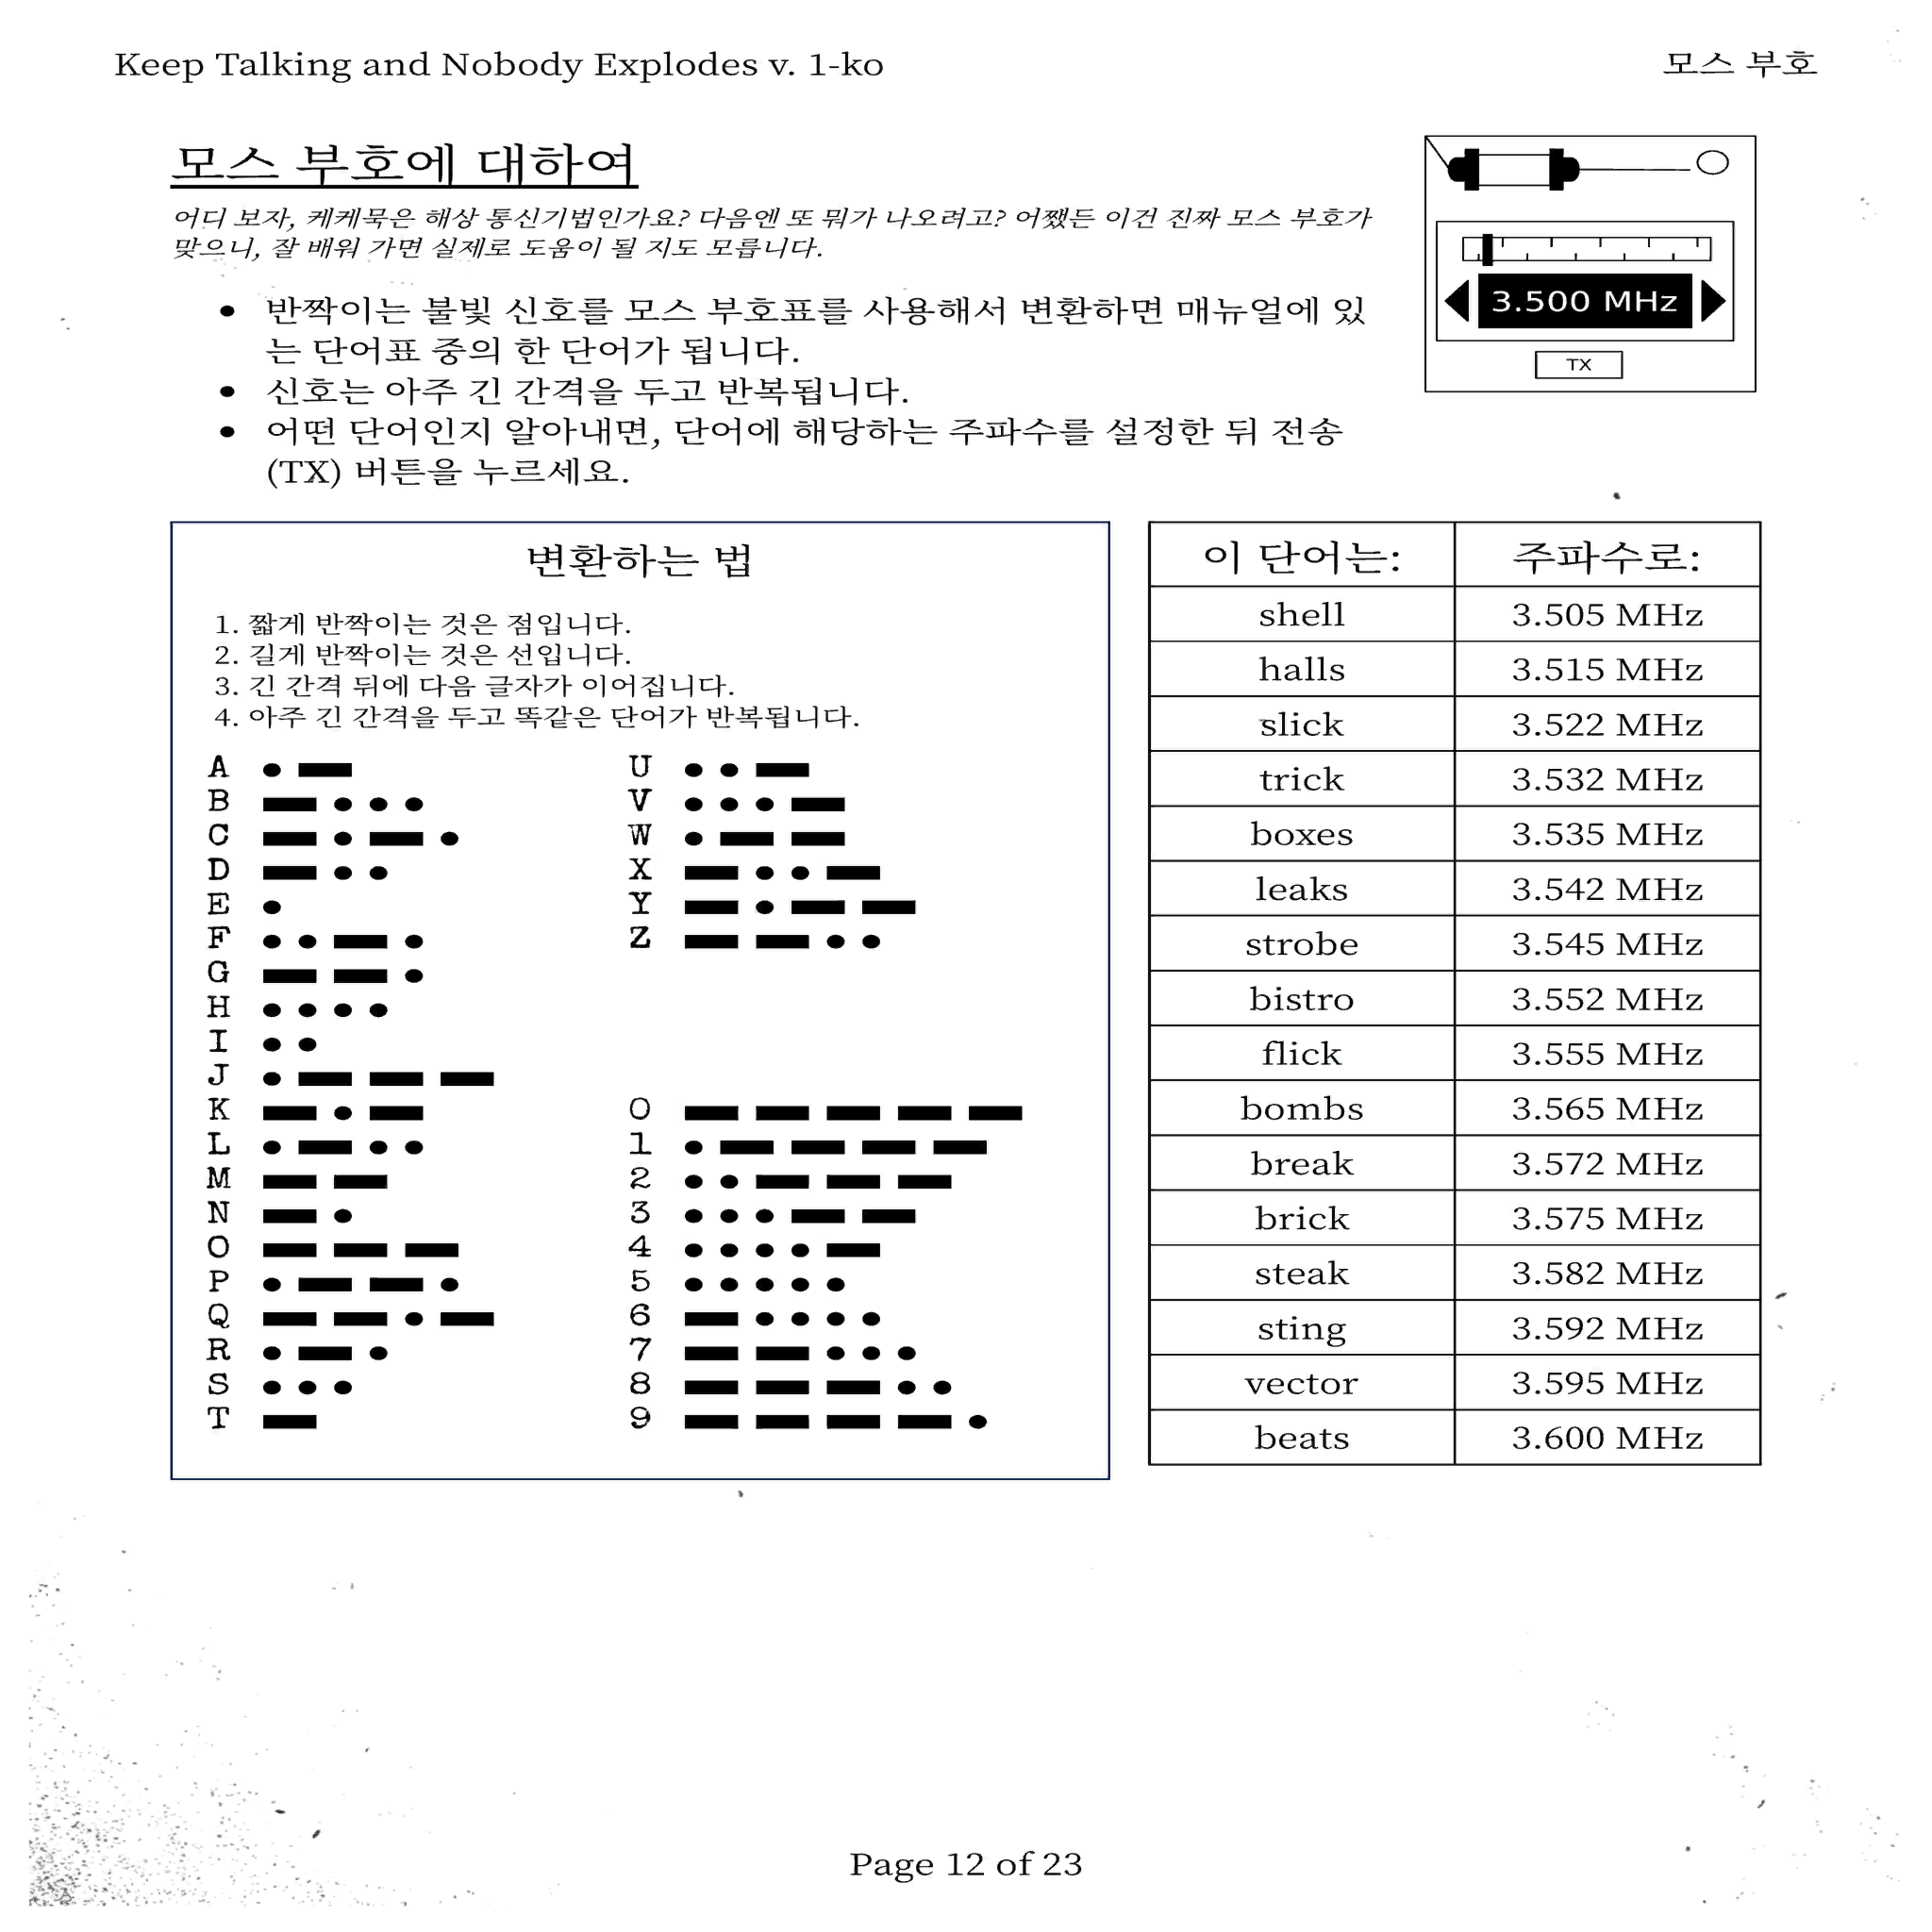 Keep Talking and Nobody Explodes v. 1-ko
모스 부호
모스 부호에 대하여
어디 보자, 케케묵은 해상 통신기법인가요? 다음엔 또 뭐가 나오려고? 어쨌든 이건 진짜 모스 부호가
맞으니, 잘 배워 가면 실제로 도움이 될 지도 모릅니다.
3.500 MHz
TX
• 반짝이는 불빛 신호를 모스 부호표를 사용해서 변환하면 매뉴얼에 있
는 단어표 중의 한 단어가 됩니다.
• 신호는 아주 긴 간격을 두고 반복됩니다.
• 어떤 단어인지 알아내면, 단어에 해당하는 주파수를 설정한 뒤 전송
(TX) 버튼을 누르세요.
변환하는 법
1. 짧게 반짝이는 것은 점입니다.
2. 길게 반짝이는 것은 선입니다.
3. 긴 간격 뒤에 다음 글자가 이어집니다.
4. 아주 긴 간격을 두고 똑같은 단어가 반복됩니다.
A
B
C
D
E
F
G
H
I
J
K
L
M
N
O
P
Q
R
S
T
U
V
W
X
Y
Z
0
1
2
3
4
5
6
7
8
9
이 단어는: 주파수로:
shell 3.505 MHz
halls 3.515 MHz
slick 3.522 MHz
trick 3.532 MHz
boxes 3.535 MHz
leaks 3.542 MHz
strobe 3.545 MHz
bistro 3.552 MHz
flick 3.555 MHz
bombs 3.565 MHz
break 3.572 MHz
brick 3.575 MHz
steak 3.582 MHz
sting 3.592 MHz
vector 3.595 MHz
beats 3.600 MHz
Page 12 of 23